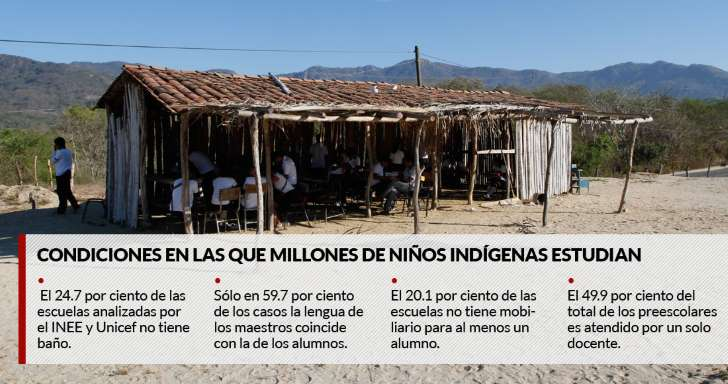 CONDICIONES EN LAS QUE MILLONES DE NIÑOS INDÍGENAS ESTUDIAN
El 24.7 por ciento de las
escuelas analizadas por
el INEE y Unicef no tiene
baño.
Sólo en 59.7 por ciento
de los casos la lengua de
los maestros coincide
con la de los alumnos.
El 20.1 por ciento de las
escuelas no tiene mobi-
liario para al menos un
alumno.
El 49.9 por ciento del
total de los preescolares
es atendido por un solo
docente.